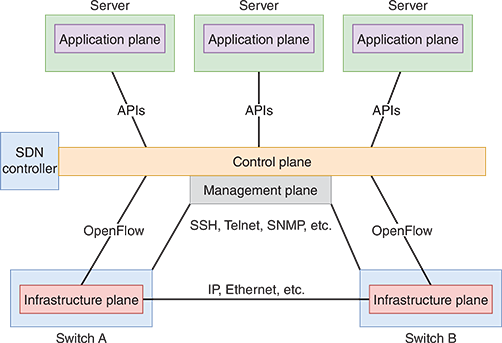 Server
Server
Server
Application plane
Application plane
Application plane
APIs
APIs
APIs
SDN
controller
Control plane
Management plane
OpenFlow
SSH, Telnet, SNMP, etc.
OpenFlow
IP, Ethernet, etc.
Infrastructure plane
Infrastructure plane
Switch A
Switch B